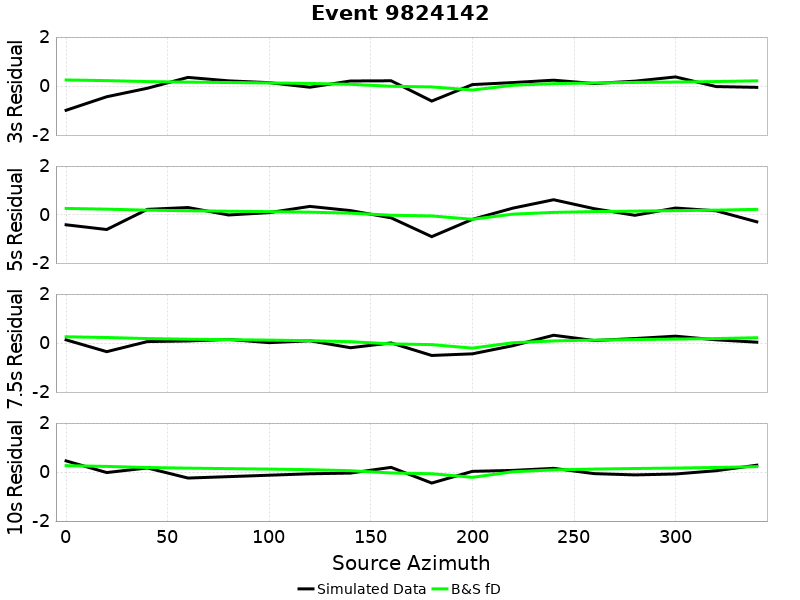 Event 9824142
3s Residual
2
0
-2
5s Residual
2
0
-2
7.5s Residual
2
0
-2
10s Residual
2
0
-2
0 50 100 150 200 250 300
Source Azimuth
Simulated Data B&S fD